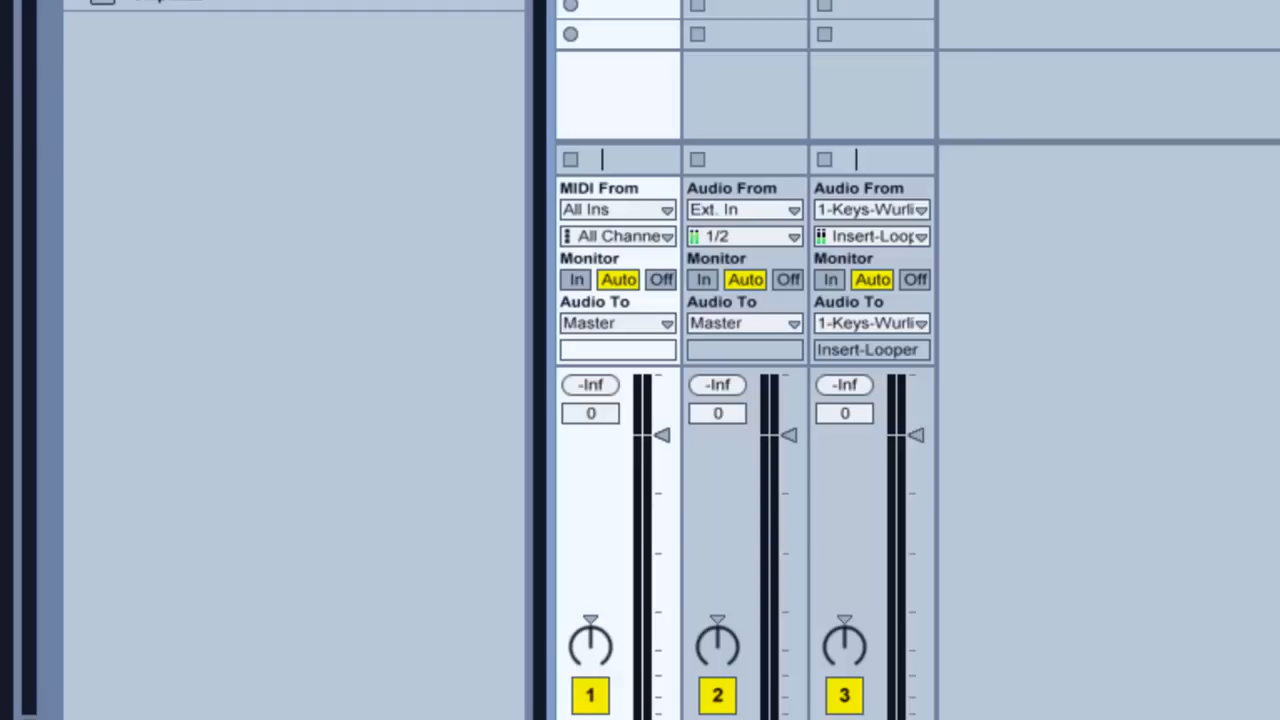 MIDI From Audio From Audio From
All Ins Ext. In 1-Keys-Wurli
All Channe 1/2 Insert-Loop
Monitor Monitor Monitor
In Auto Off In Auto Off In Auto Off
Audio To Audio To Audio To
Master Master 1-Keys-Wurli
Insert-Looper
-Inf -Inf -Inf
0 0 0
1 2 3